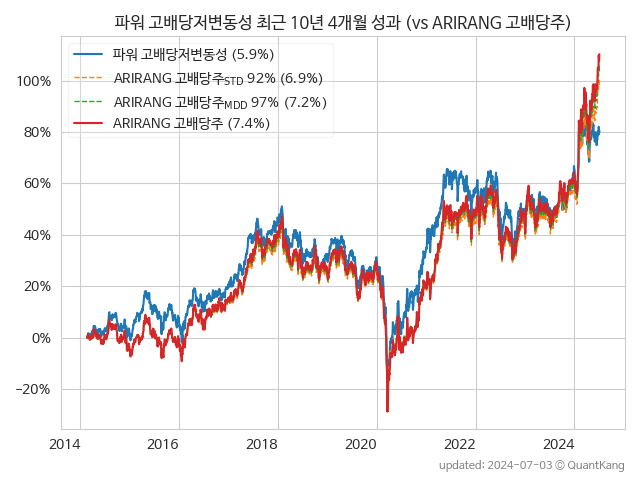 파워 고배당저변동성 최근 10년 4개월 성과 (vs ARIRANG 고배당주)
파워 고배당저변동성 (5.9%)
ARIRANG 고배당주STD 92% (6.9%)
ARIRANG 고배당주MDD 97% (7.2%)
ARIRANG 고배당주 (7.4%)
100%
80%
60%
40%
20%
0%
−20%
2014 2016 2018 2020 2022 2024
updated: 2024-07-03 © QuantKang